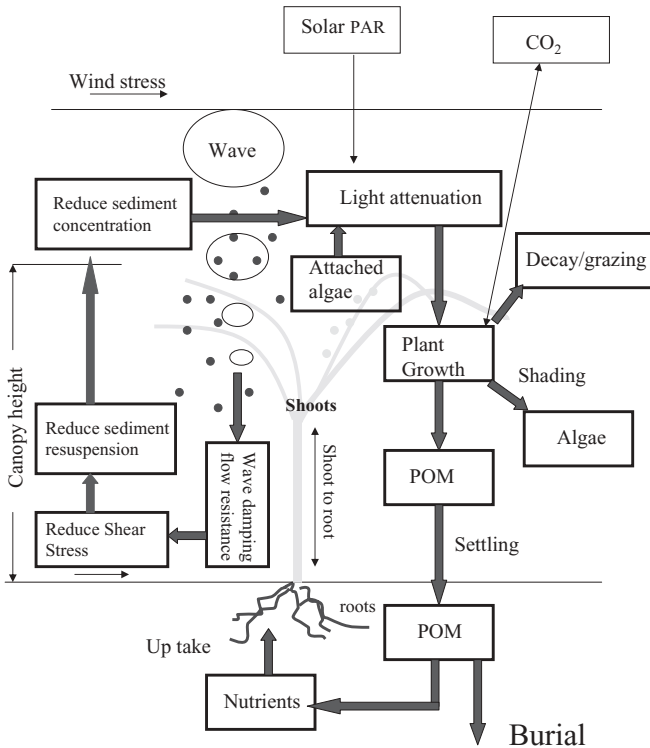 Solar PAR
CO₂
Wind stress
Wave
Reduce sediment
concentration
Light attenuation
Attached
algae
Decay/grazing
Plant
Growth
Shading
Canopy height
Shoots
Reduce sediment
resuspension
Wave damping
flow resistance
Shoot to root
Algae
POM
Reduce Shear
Stress
Settling
roots
POM
Up take
Nutrients
Burial